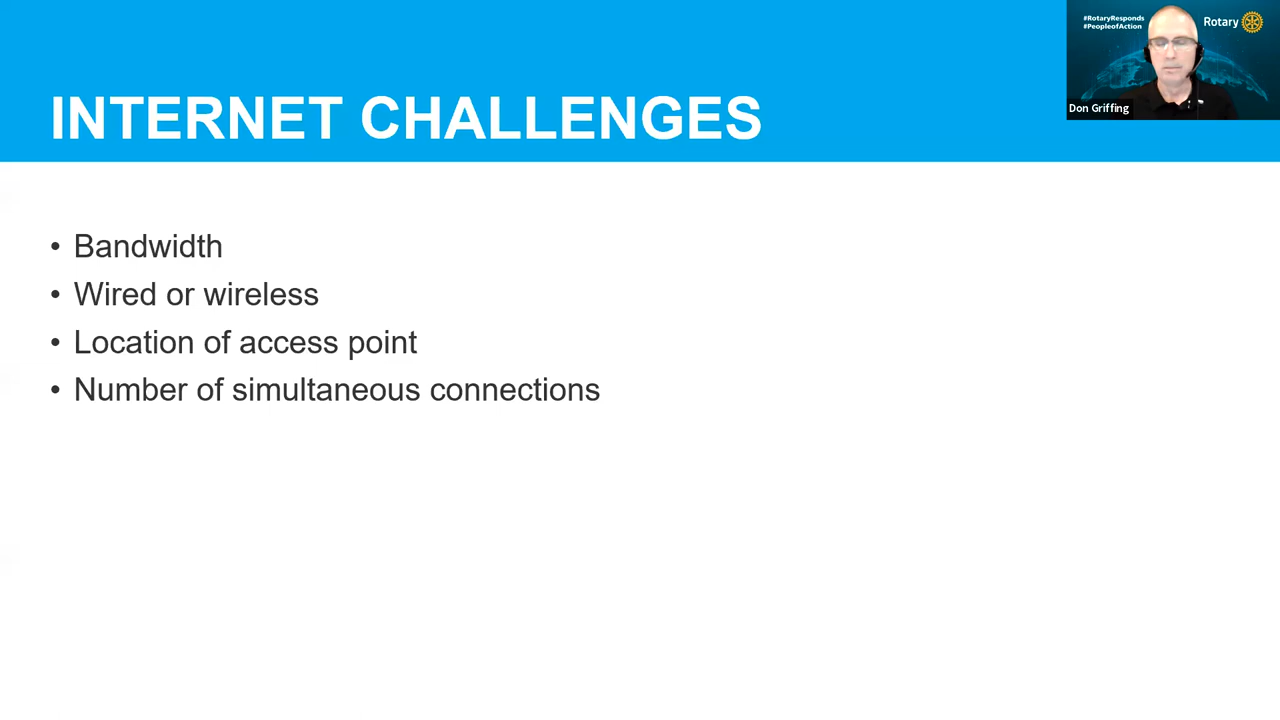 #RotaryResponds
#PeopleofAction
Rotary
Don Griffing
INTERNET CHALLENGES
• Bandwidth
• Wired or wireless
• Location of access point
• Number of simultaneous connections